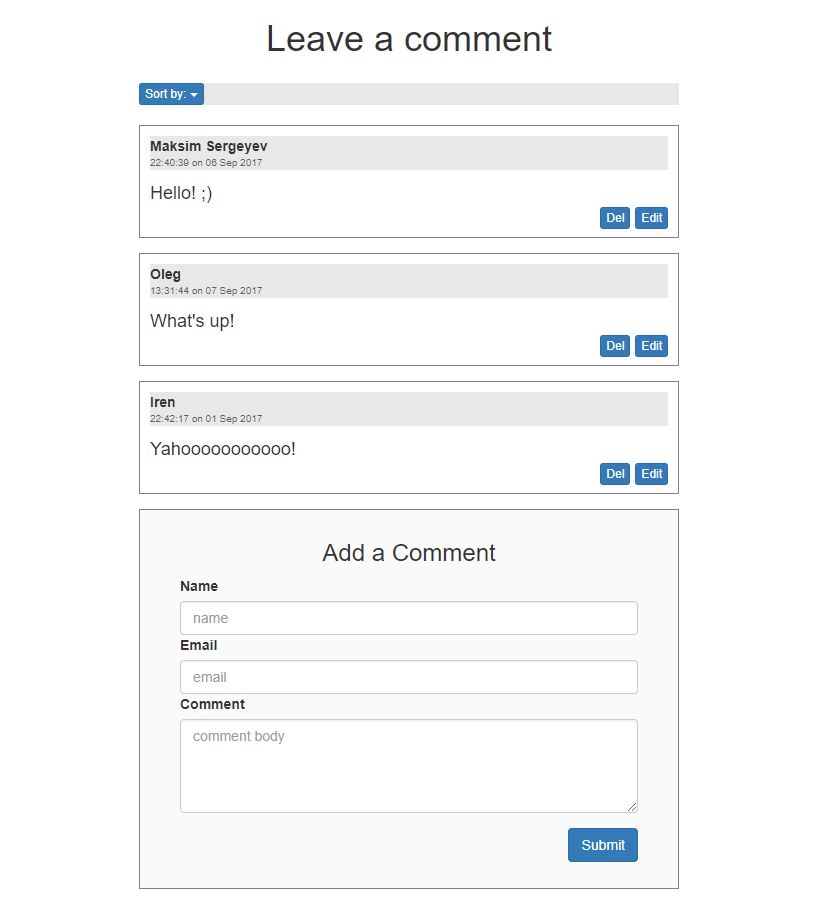 Leave a comment
Sort by:
Maksim Sergeyev
22:40:39 on 06 Sep 2017
Hello! ;)
Del Edit
Oleg
13:31:44 on 07 Sep 2017
What's up!
Del Edit
Iren
22:42:17 on 01 Sep 2017
Yahooooooooooo!
Del Edit
Add a Comment
Name
name
Email
email
Comment
comment body
Submit